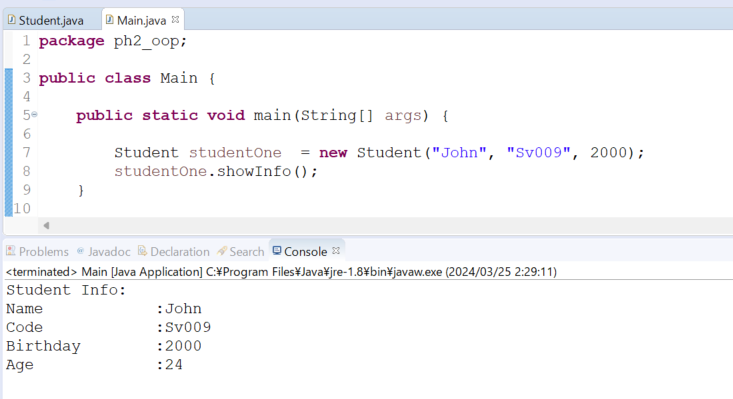 Student.java Main.java
1 package ph2_oop;
2
3 public class Main {
4
5 public static void main(String[] args) {
6
7 Student studentOne = new Student("John", "Sv009", 2000);
8 studentOne.showInfo();
9 }
10
Problems Javadoc Declaration Search Console
<terminated> Main [Java Application] C:¥Program Files¥Java¥jre-1.8¥bin¥javaw.exe (2024/03/25 2:29:11)
Student Info:
Name :John
Code :Sv009
Birthday :2000
Age :24